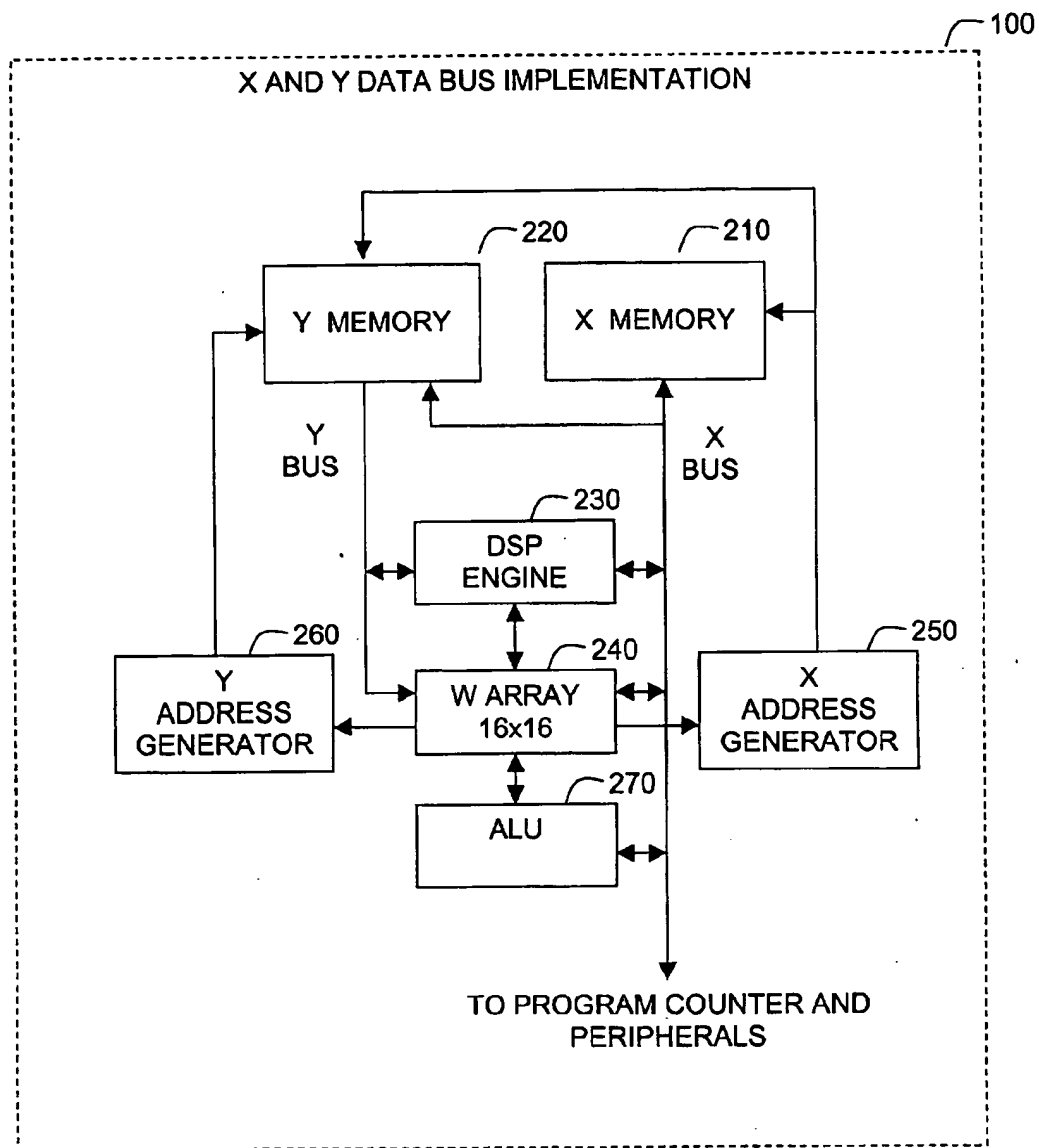 100
X AND Y DATA BUS IMPLEMENTATION
220
210
Y MEMORY
X MEMORY
Y
BUS
X
BUS
230
DSP
ENGINE
260
Y
ADDRESS
GENERATOR
240
W ARRAY
16x16
250
X
ADDRESS
GENERATOR
270
ALU
TO PROGRAM COUNTER AND
PERIPHERALS